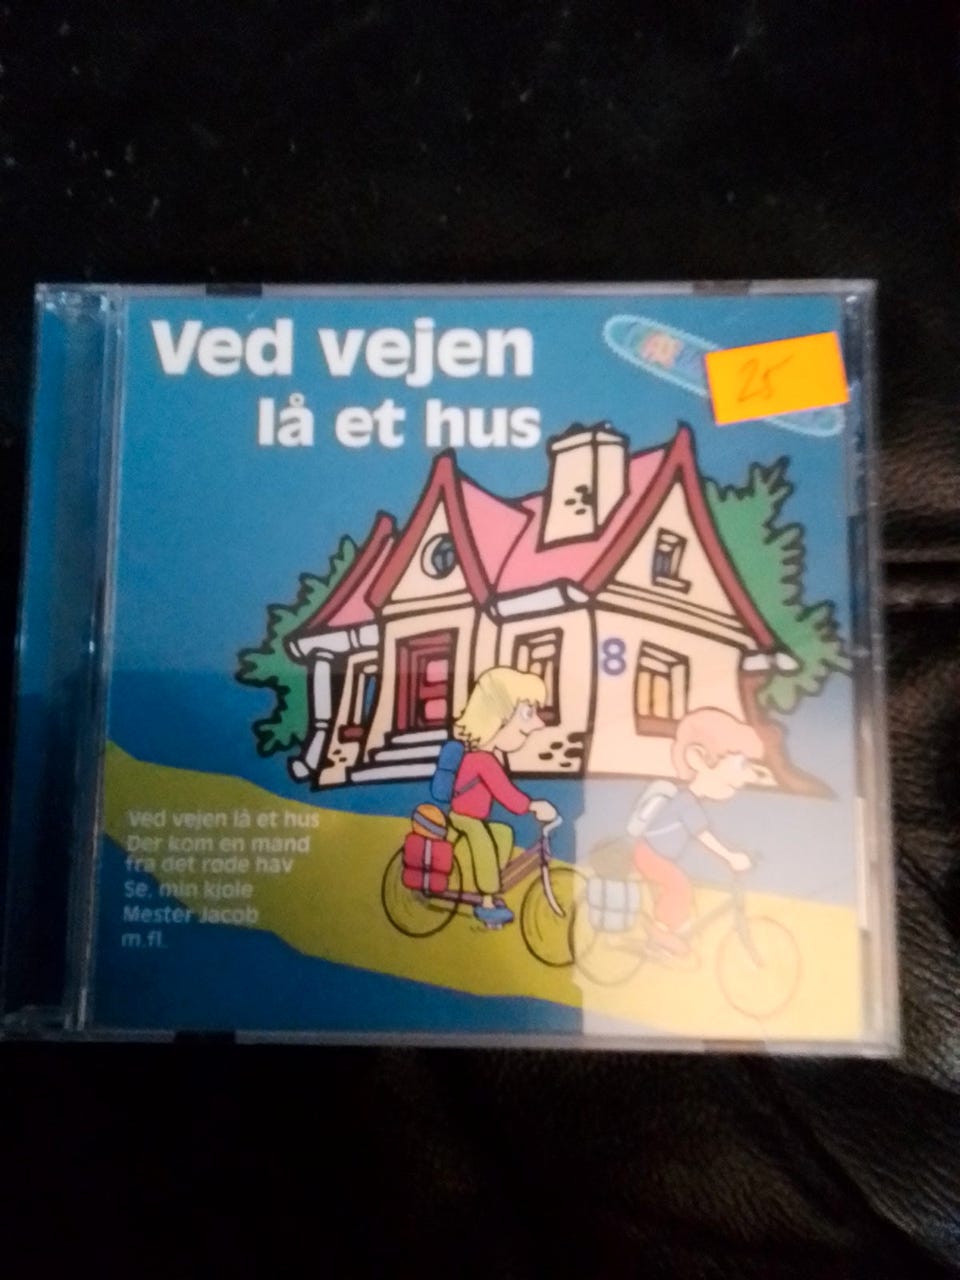 Ved vejen
lå et hus
25
8
Ved vejen lå et hus
Der kom en mand
fra det røde hav
Se, min kjole
Mester Jacob
m.fl.